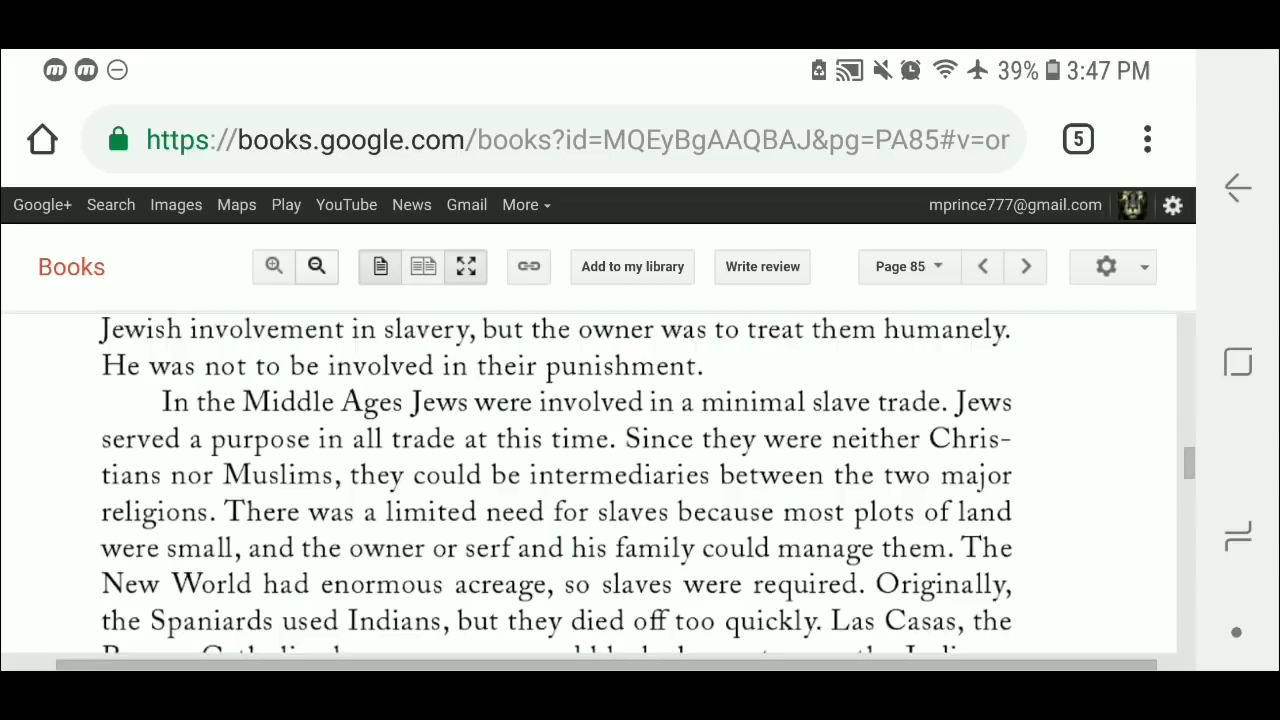 39% 3:47 PM
https://books.google.com/books?id=MQEyBgAAQBAJ&pg=PA85#v=or
5
Google+ Search Images Maps Play YouTube News Gmail More mprince777@gmail.com
Books Add to my library Write review Page 85
Jewish involvement in slavery, but the owner was to treat them humanely.
He was not to be involved in their punishment.
In the Middle Ages Jews were involved in a minimal slave trade. Jews
served a purpose in all trade at this time. Since they were neither Chris-
tians nor Muslims, they could be intermediaries between the two major
religions. There was a limited need for slaves because most plots of land
were small, and the owner or serf and his family could manage them. The
New World had enormous acreage, so slaves were required. Originally,
the Spaniards used Indians, but they died off too quickly. Las Casas, the